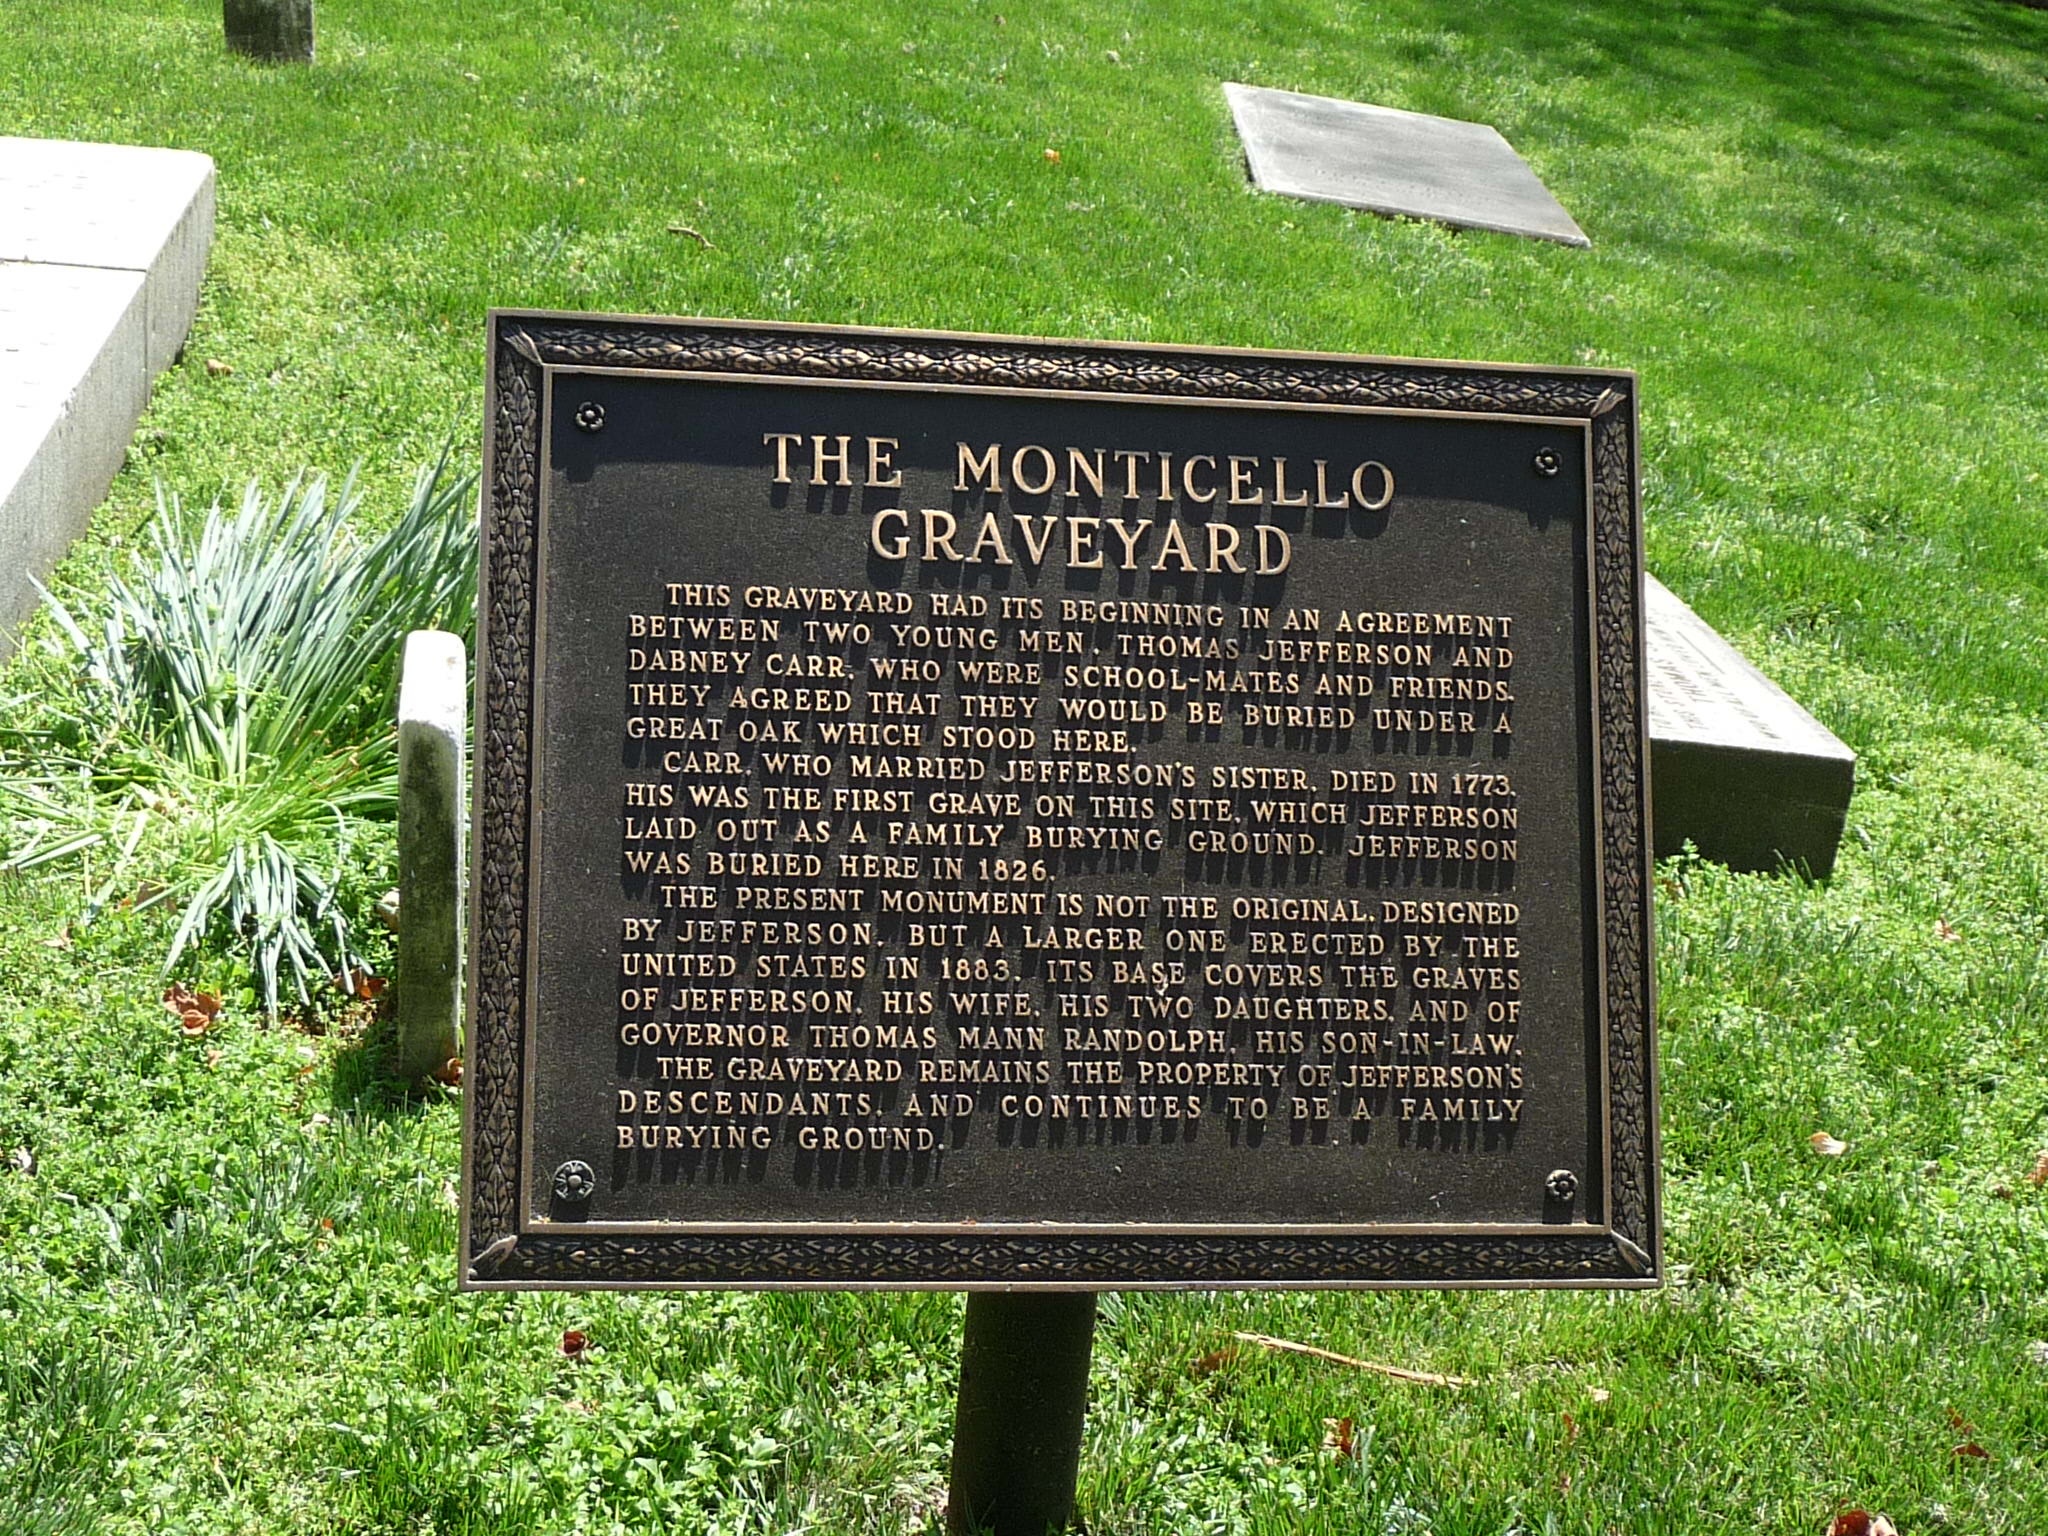 THE MONTICELLO
GRAVEYARD
THIS GRAVEYARD HAD ITS BEGINNING IN AN AGREEMENT
BETWEEN TWO YOUNG MEN, THOMAS JEFFERSON AND
DABNEY CARR, WHO WERE SCHOOL-MATES AND FRIENDS.
THEY AGREED THAT THEY WOULD BE BURIED UNDER A
GREAT OAK WHICH STOOD HERE.
CARR, WHO MARRIED JEFFERSON'S SISTER, DIED IN 1773.
HIS WAS THE FIRST GRAVE ON THIS SITE, WHICH JEFFERSON
LAID OUT AS A FAMILY BURYING GROUND. JEFFERSON
WAS BURIED HERE IN 1826.
THE PRESENT MONUMENT IS NOT THE ORIGINAL, DESIGNED
BY JEFFERSON, BUT A LARGER ONE ERECTED BY THE
UNITED STATES IN 1883. ITS BASE COVERS THE GRAVES
OF JEFFERSON, HIS WIFE, HIS TWO DAUGHTERS, AND OF
GOVERNOR THOMAS MANN RANDOLPH, HIS SON-IN-LAW.
THE GRAVEYARD REMAINS THE PROPERTY OF JEFFERSON'S
DESCENDANTS, AND CONTINUES TO BE A FAMILY
BURYING GROUND.